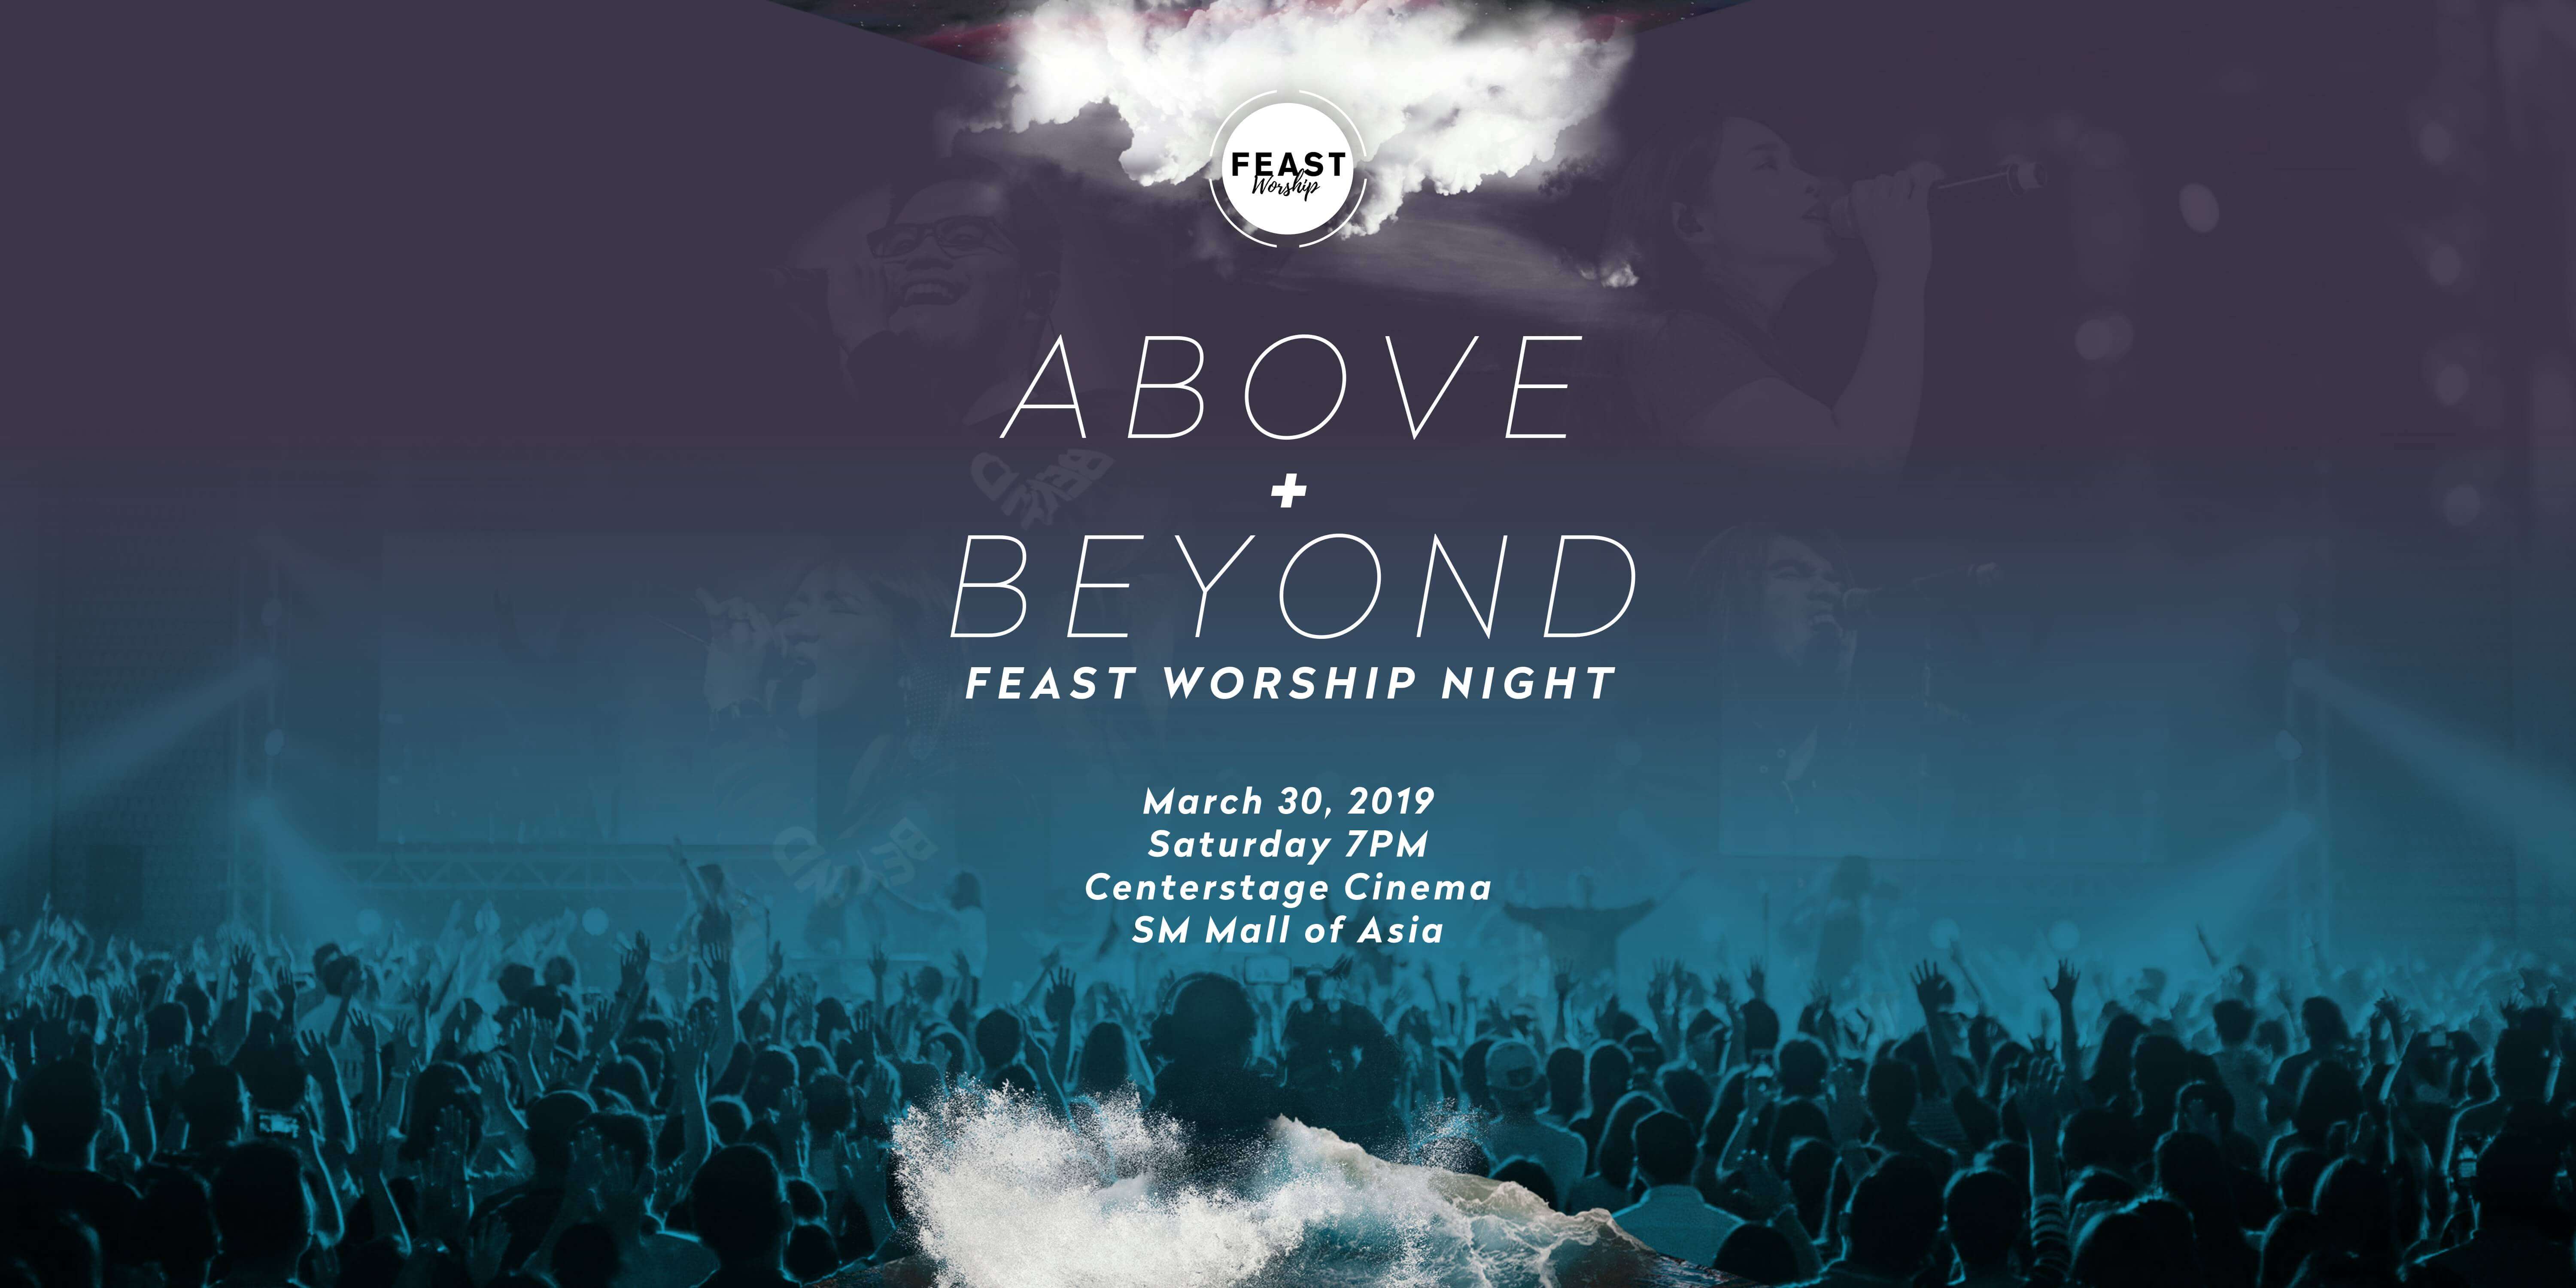 FEAST
Worship
ABOVE
+
BEYOND
FEAST WORSHIP NIGHT
March 30, 2019
Saturday 7PM
Centerstage Cinema
SM Mall of Asia